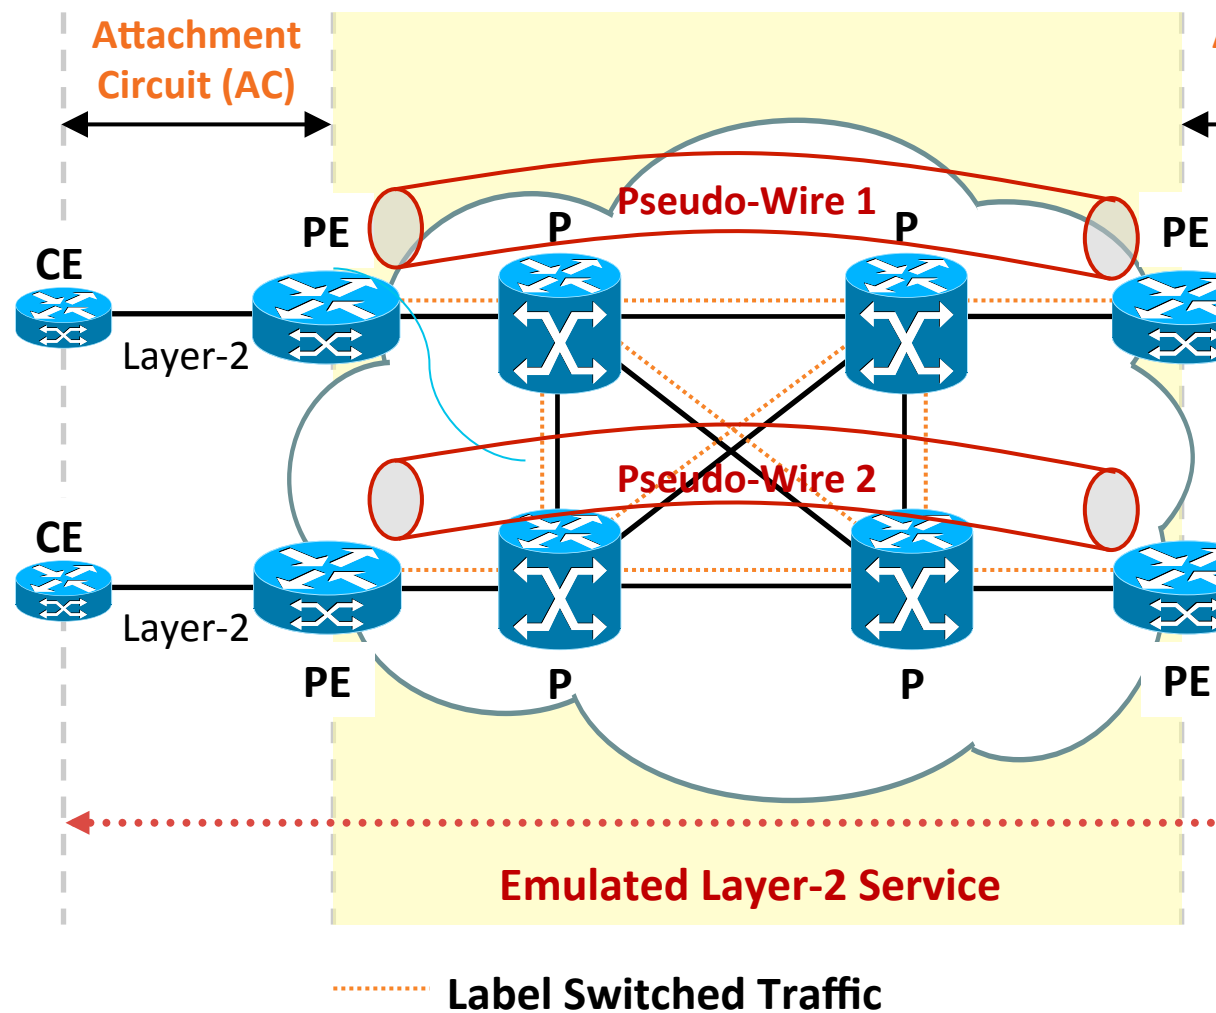 Attachment
Circuit (AC)
Pseudo-Wire 1
PE
P
P
PE
CE
Layer-2
Pseudo-Wire 2
CE
Layer-2
PE
P
P
PE
Emulated Layer-2 Service
Label Switched Traffic